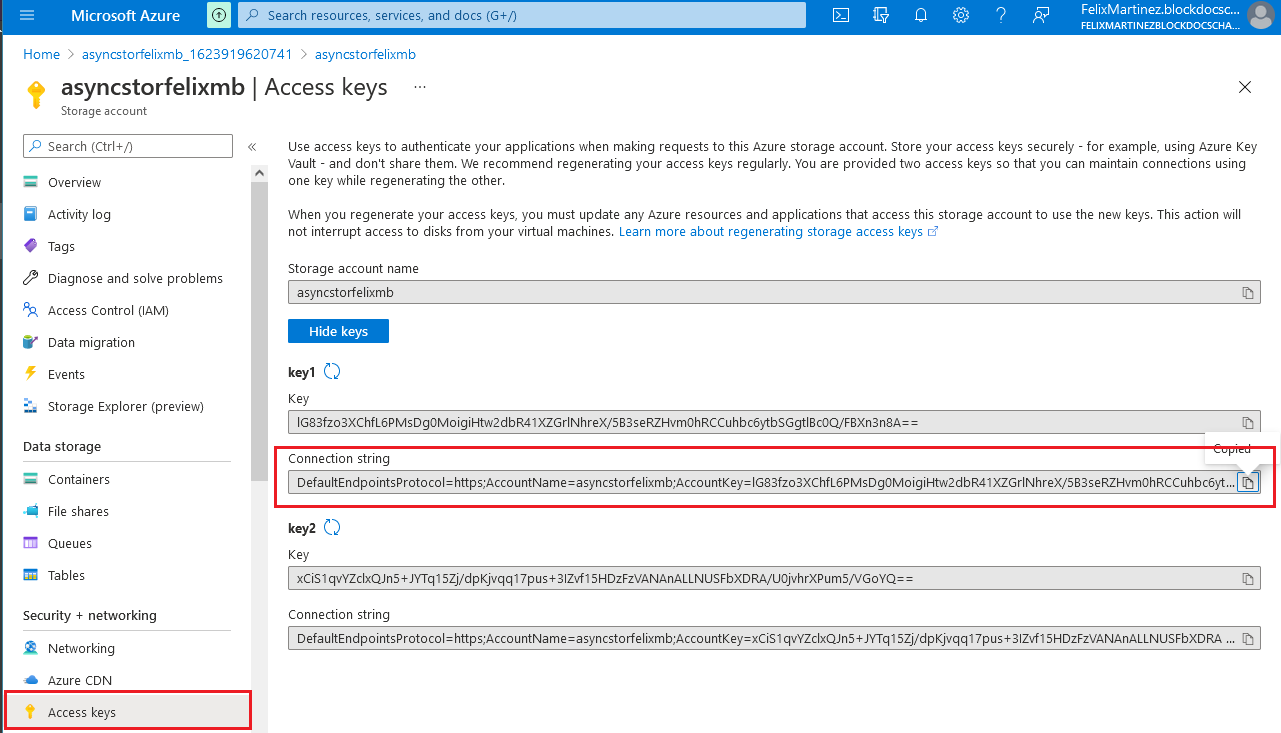 Microsoft Azure
Search resources, services, and docs (G+/)
FelixMartinez.blockdocsc...
FELIXMARTINEZBLOCKDOCSCHA...
Home > asyncstorfelixmb_1623919620741 > asyncstorfelixmb
asyncstorfelixmb | Access keys ...
Storage account
Search (Ctrl+/)
«
Overview
Activity log
Tags
Diagnose and solve problems
Access Control (IAM)
Data migration
Events
Storage Explorer (preview)
Data storage
Containers
File shares
Queues
Tables
Security + networking
Networking
Azure CDN
Access keys
Use access keys to authenticate your applications when making requests to this Azure storage account. Store your access keys securely - for example, using Azure Key
Vault - and don't share them. We recommend regenerating your access keys regularly. You are provided two access keys so that you can maintain connections using
one key while regenerating the other.
When you regenerate your access keys, you must update any Azure resources and applications that access this storage account to use the new keys. This action will
not interrupt access to disks from your virtual machines. Learn more about regenerating storage access keys
Storage account name
asyncstorfelixmb
Hide keys
key1
Key
lG83fzo3XChfL6PMsDg0MoigiHtw2dbR41XZGrlNhreX/5B3seRZHvm0hRCCuhbc6ytbSGgtlBc0Q/FBXn3n8A==
Copied
Connection string
DefaultEndpointsProtocol=https;AccountName=asyncstorfelixmb;AccountKey=lG83fzo3XChfL6PMsDg0MoigiHtw2dbR41XZGrlNhreX/5B3seRZHvm0hRCCuhbc6yt...
key2
Key
xCiS1qvYZclxQJn5+JYTq15Zj/dpKjvqq17pus+3IZvf15HDzFzVANAnALLNUSFbXDRA/U0jvhrXPum5/VGoYQ==
Connection string
DefaultEndpointsProtocol=https;AccountName=asyncstorfelixmb;AccountKey=xCiS1qvYZclxQJn5+JYTq15Zj/dpKjvqq17pus+3IZvf15HDzFzVANAnALLNUSFbXDRA ...